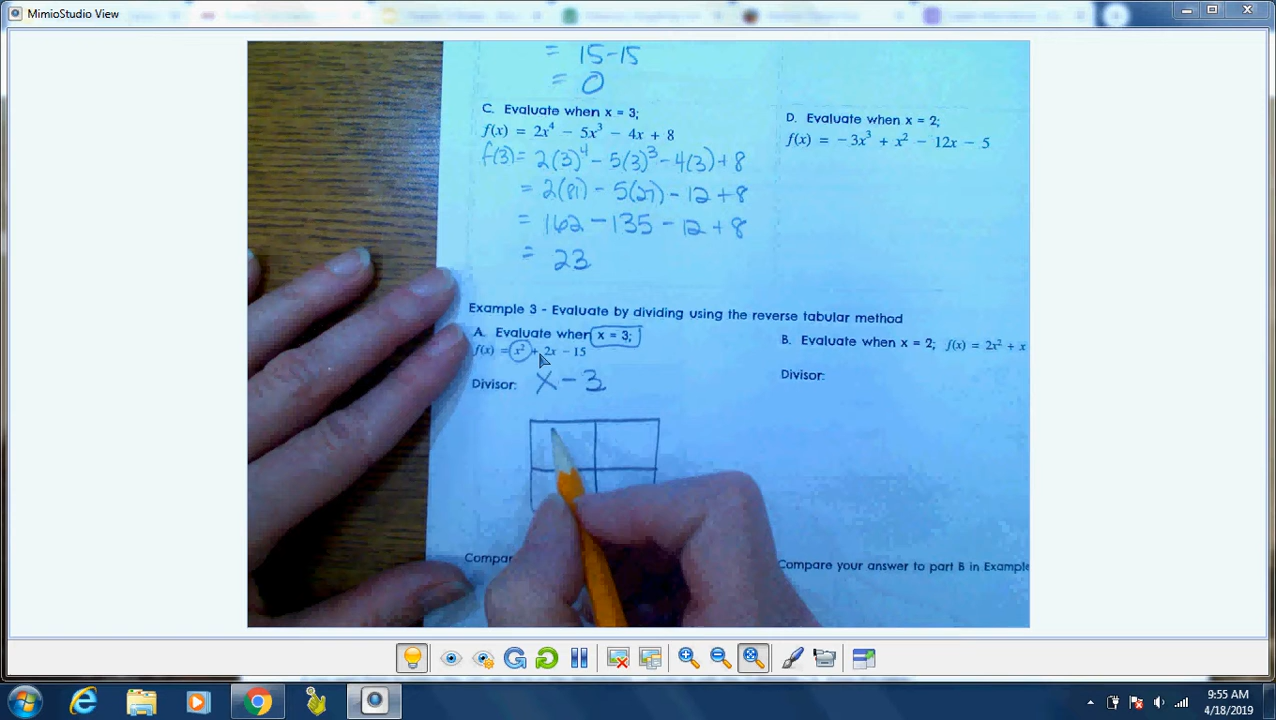 MimioStudio View
= 15-15
= 0
C. Evaluate when x = 3;
f(x) = 2x⁴ - 5x³ - 4x + 8
f(3) = 2(3)⁴ - 5(3)³ - 4(3) + 8
= 2(81) - 5(27) - 12 + 8
= 162 - 135 - 12 + 8
= 23
D. Evaluate when x = 2;
f(x) = - 3x³ + x² - 12x - 5
Example 3 - Evaluate by dividing using the reverse tabular method
A. Evaluate when x = 3;
f(x) = x² + 2x - 15
Divisor: x - 3
Compar
B. Evaluate when x = 2; f(x) = 2x² + x
Divisor:
Compare your answer to part B in Example
9:55 AM
4/18/2019